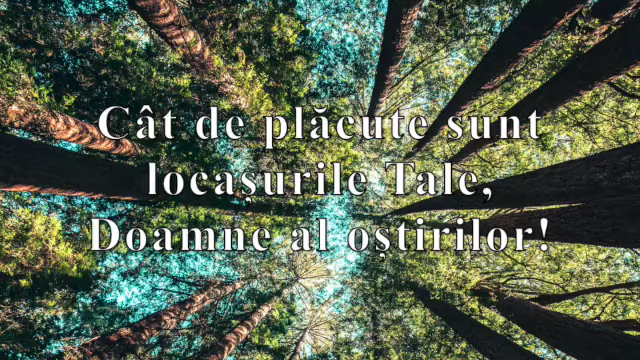 Cât de plăcute sunt
locașurile Tale,
Doamne al oștirilor!